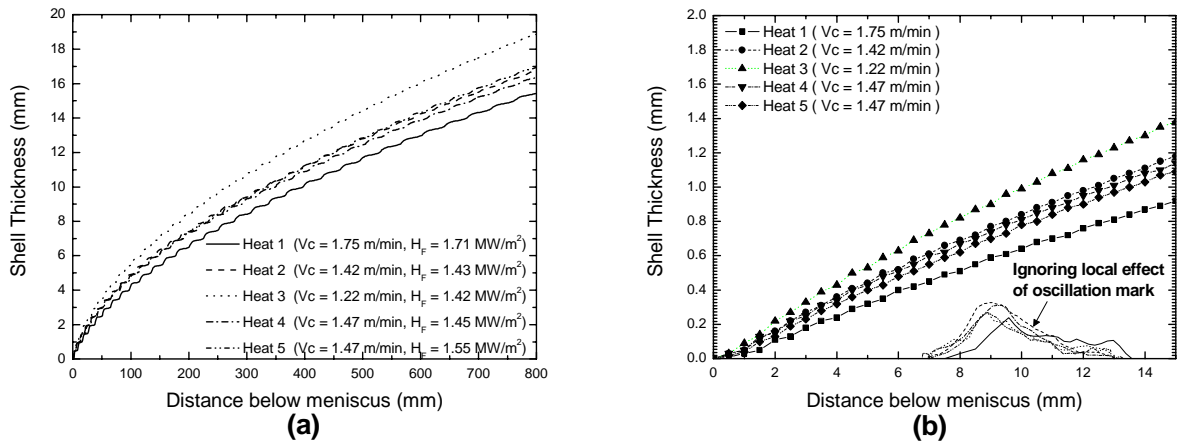 20
18
16
14
12
10
8
6
4
2
0
Shell Thickness (mm)
Heat 1 (Vc = 1.75 m/min, H_F = 1.71 MW/m²)
Heat 2 (Vc = 1.42 m/min, H_F = 1.43 MW/m²)
Heat 3 (Vc = 1.22 m/min, H_F = 1.42 MW/m²)
Heat 4 (Vc = 1.47 m/min, H_F = 1.45 MW/m²)
Heat 5 (Vc = 1.47 m/min, H_F = 1.55 MW/m²)
0 100 200 300 400 500 600 700 800
Distance below meniscus (mm)
(a)
2.0
1.8
1.6
1.4
1.2
1.0
0.8
0.6
0.4
0.2
0.0
Shell Thickness (mm)
Heat 1 ( Vc = 1.75 m/min )
Heat 2 ( Vc = 1.42 m/min )
Heat 3 ( Vc = 1.22 m/min )
Heat 4 ( Vc = 1.47 m/min )
Heat 5 ( Vc = 1.47 m/min )
Ignoring local effect
of oscillation mark
0 2 4 6 8 10 12 14
Distance below meniscus (mm)
(b)